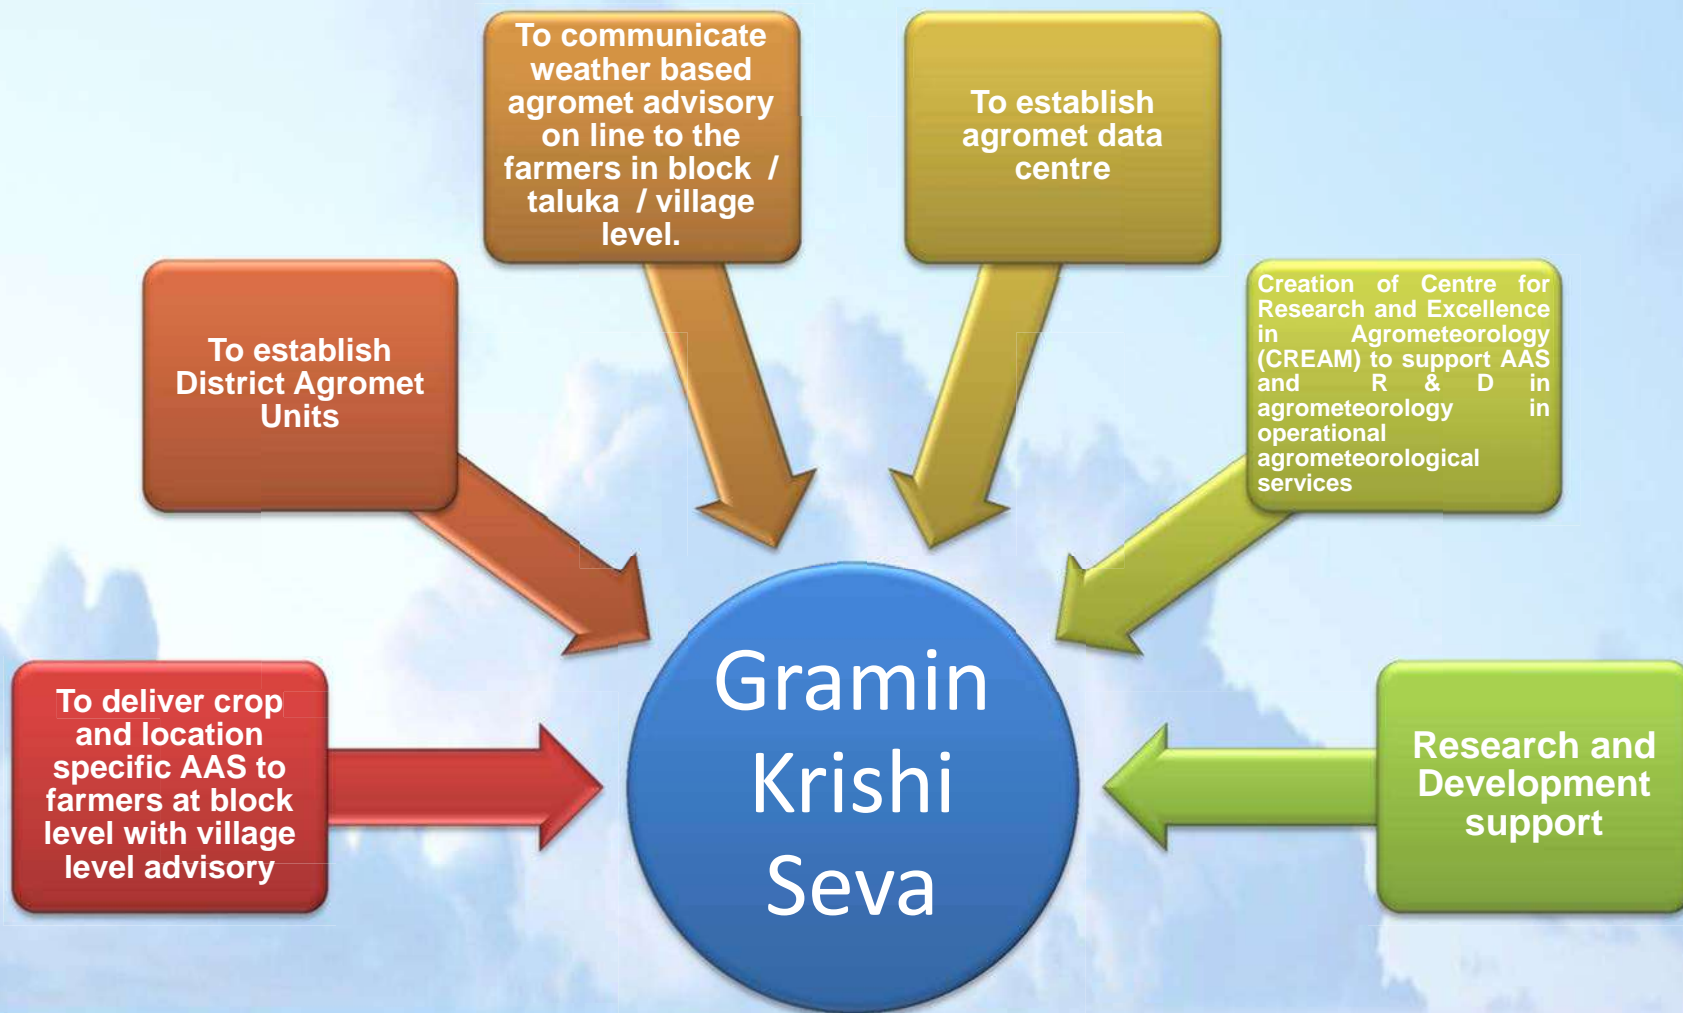 To communicate
weather based
agromet advisory
on line to the
farmers in block / 
taluka / village
level.
To establish
agromet data
centre
To establish
District Agromet
Units
Creation of Centre for
Research and Excellence
in Agrometeorology
(CREAM) to support AAS
and R & D in
agrometeorology in
operational
agrometeorological
services
To deliver crop
and location
specific AAS to
farmers at block
level with village
level advisory
Gramin
Krishi
Seva
Research and
Development
support